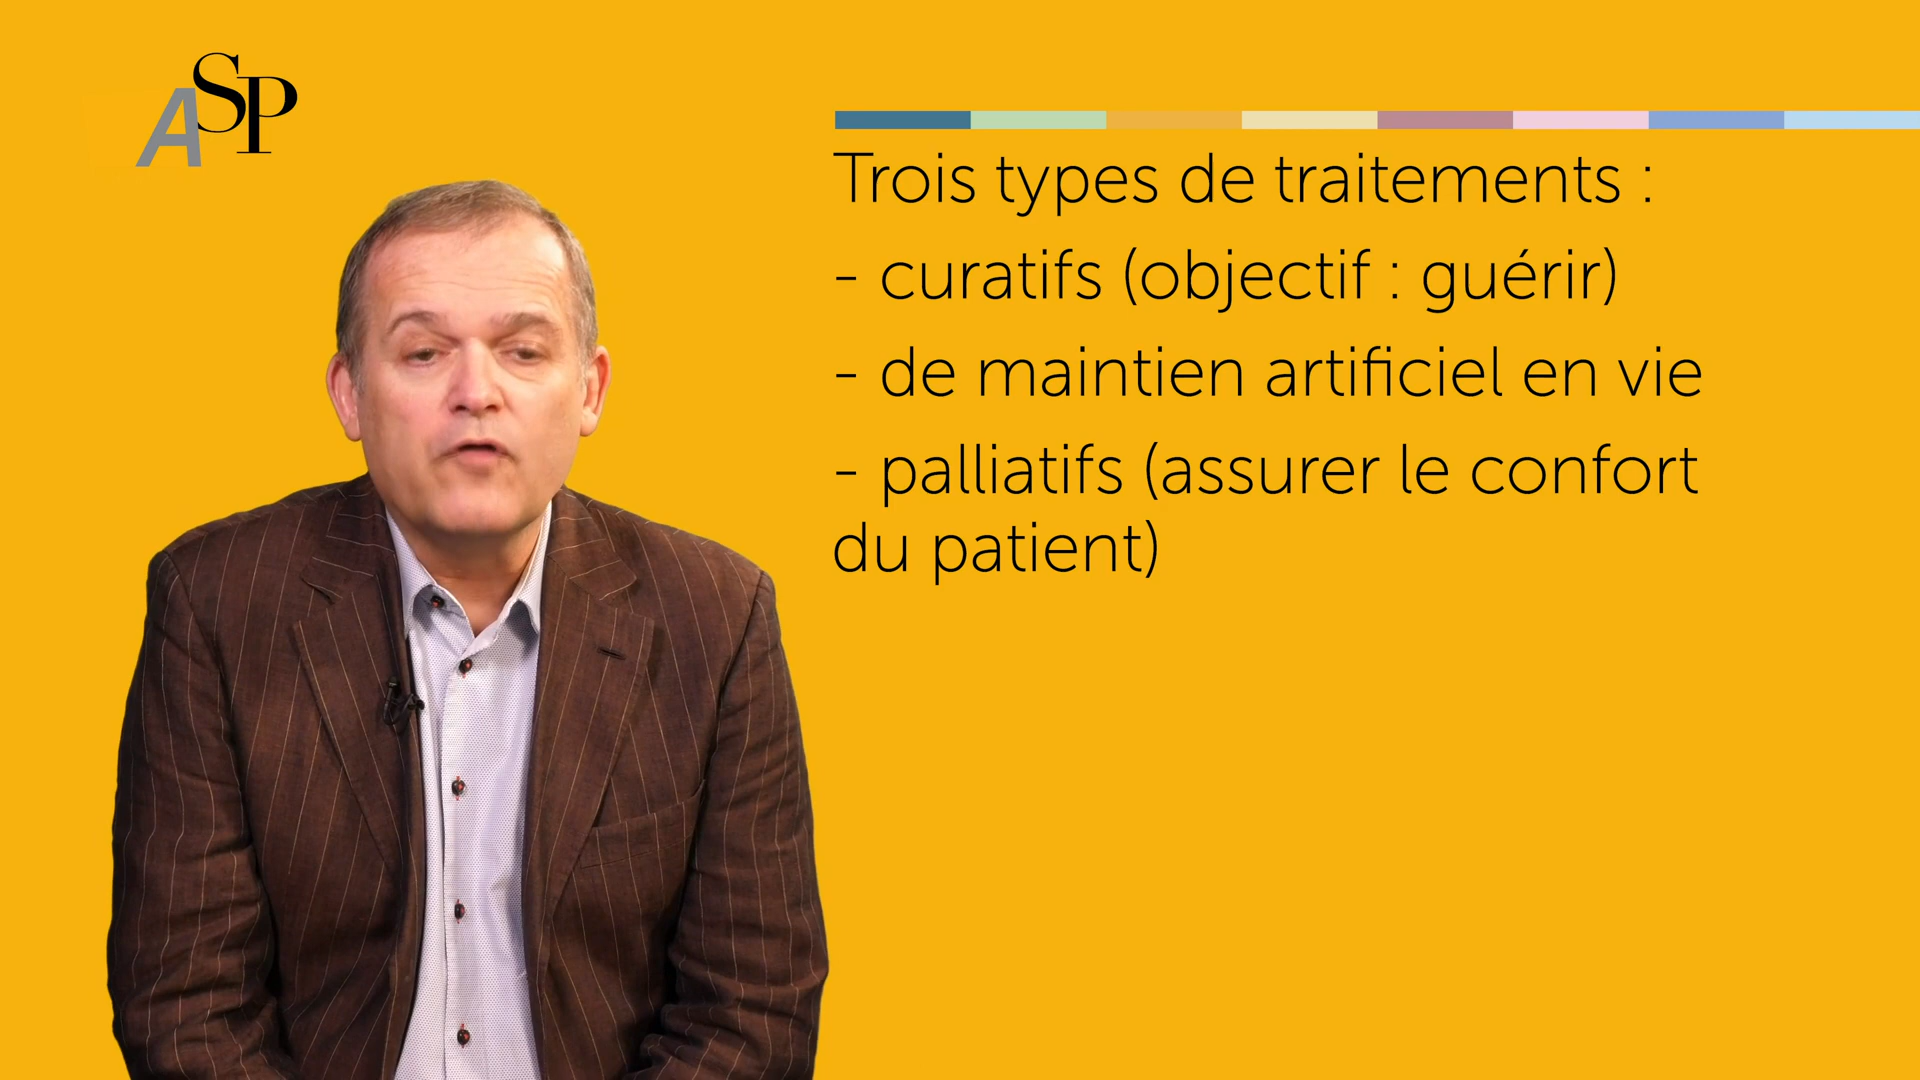 ASP
Trois types de traitements :
- curatifs (objectif : guérir)
- de maintien artificiel en vie
- palliatifs (assurer le confort
du patient)